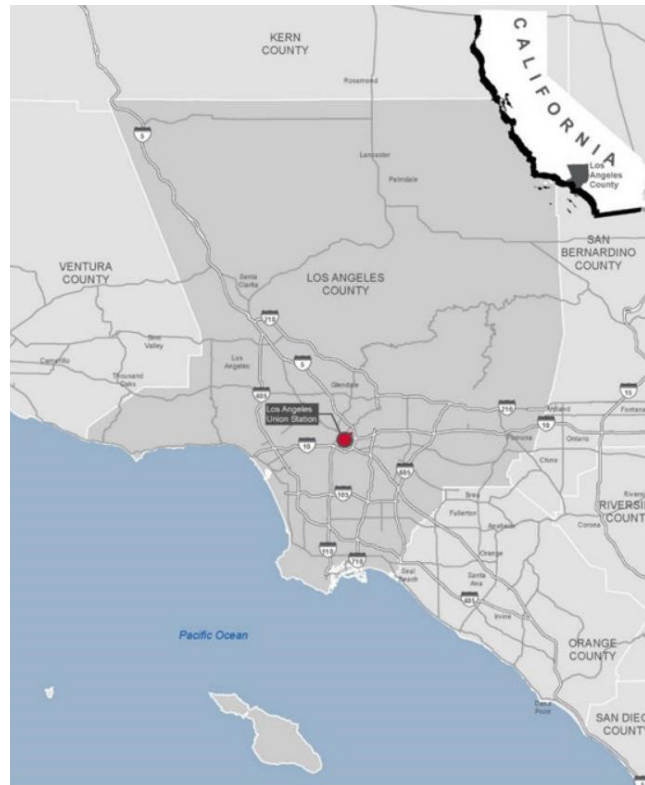 KERN
COUNTY
CALIFORNIA
Rosamond
5
Lancaster
Palmdale
Los
Angeles
County
SAN
BERNARDINO
COUNTY
VENTURA
COUNTY
LOS ANGELES
COUNTY
Santa
Clarita
210
Simi
Valley
Camarillo
Thousand
Oaks
Los
Angeles
5
Glendale
405
15
Los Angeles
Union Station
210
10
Fontana
10
Pomona
Ontario
Chino
605
105
Brea
Fullerton
Anaheim
RIVERSI
COUNT
Corona
110
710
Orange
Seal
Beach
Santa
Ana
405
Irvine
Pacific Ocean
ORANGE
COUNTY
Dana
Point
SAN DIEG
COUNTY